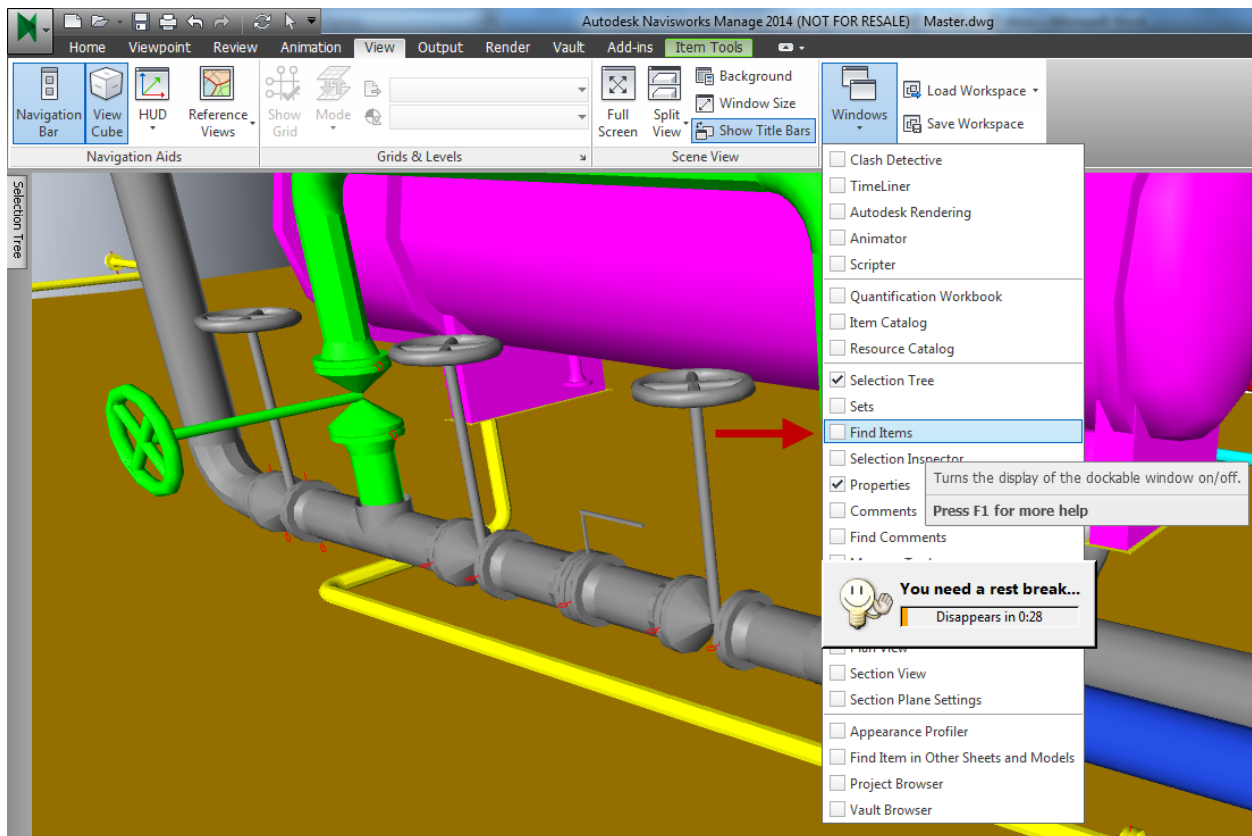 Autodesk Navisworks Manage 2014 (NOT FOR RESALE) Master.dwg
Home Viewpoint Review Animation View Output Render Vault Add-ins Item Tools
Navigation Bar
View Cube
HUD
Reference Views
Show Grid
Mode
Full Screen
Split View
Background
Window Size
Show Title Bars
Windows
Load Workspace
Save Workspace
Navigation Aids
Grids & Levels
Scene View
Selection Tree
Clash Detective
TimeLiner
Autodesk Rendering
Animator
Scripter
Quantification Workbook
Item Catalog
Resource Catalog
Selection Tree
Sets
Find Items
Selection Inspector
Turns the display of the dockable window on/off.
Properties
Press F1 for more help
Comments
Find Comments
You need a rest break...
Disappears in 0:28
Plan View
Section View
Section Plane Settings
Appearance Profiler
Find Item in Other Sheets and Models
Project Browser
Vault Browser